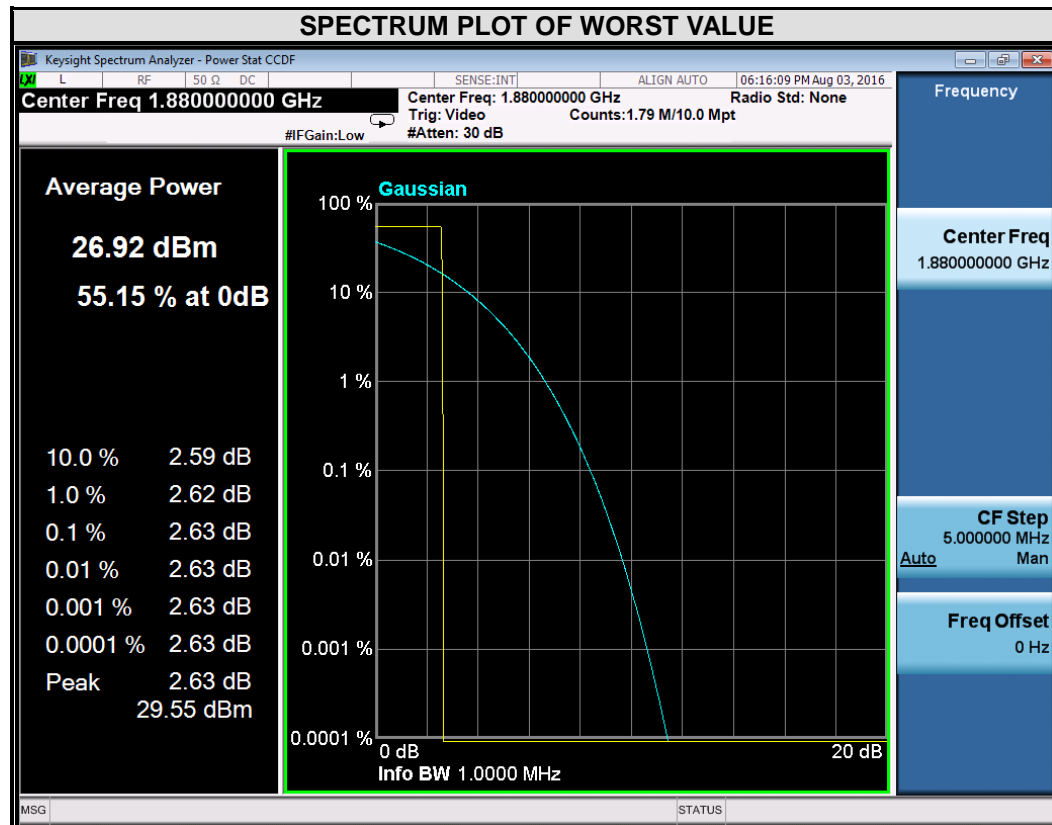 SPECTRUM PLOT OF WORST VALUE
Keysight Spectrum Analyzer - Power Stat CCDF
LXI L RF 50 Ω DC SENSE:INT ALIGN AUTO 06:16:09 PM Aug 03, 2016
Center Freq 1.880000000 GHz
#IFGain:Low
Center Freq: 1.880000000 GHz Radio Std: None
Trig: Video Counts:1.79 M/10.0 Mpt
#Atten: 30 dB
Average Power
26.92 dBm
55.15 % at 0dB
10.0 % 2.59 dB
1.0 % 2.62 dB
0.1 % 2.63 dB
0.01 % 2.63 dB
0.001 % 2.63 dB
0.0001 % 2.63 dB
Peak 2.63 dB
29.55 dBm
Gaussian
100 %
10 %
1 %
0.1 %
0.01 %
0.001 %
0.0001 %
0 dB 20 dB
Info BW 1.0000 MHz
Frequency
Center Freq
1.880000000 GHz
CF Step
5.000000 MHz
Auto Man
Freq Offset
0 Hz
MSG STATUS